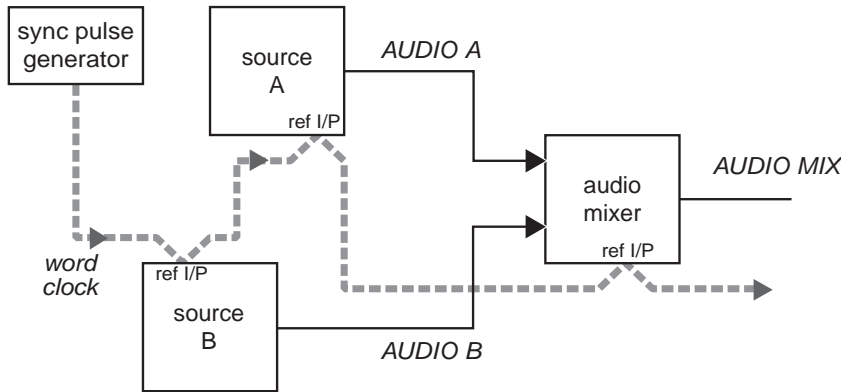 sync pulse
generator
source
A
ref I/P
AUDIO A
audio
mixer
ref I/P
AUDIO MIX
word
clock
ref I/P
source
B
AUDIO B